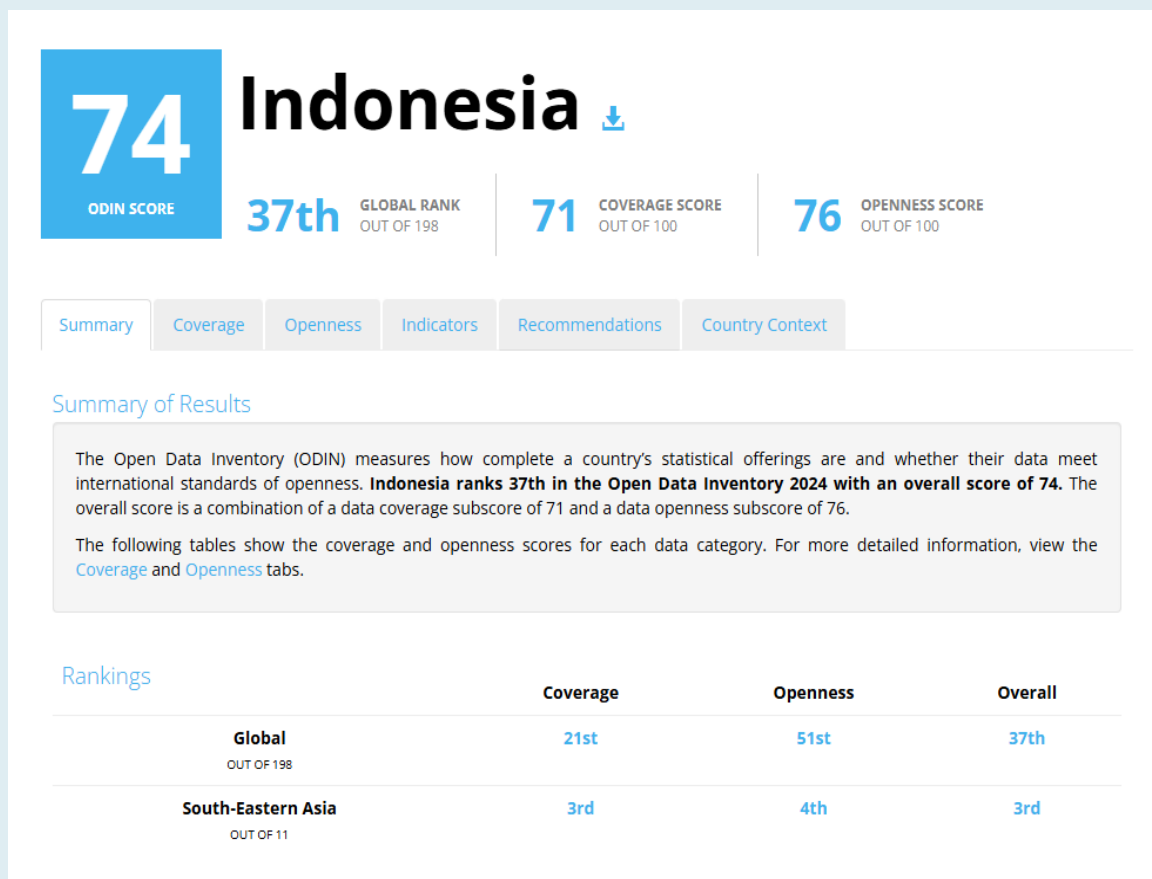 74
ODIN SCORE
Indonesia
37th GLOBAL RANK OUT OF 198
71 COVERAGE SCORE OUT OF 100
76 OPENNESS SCORE OUT OF 100
Summary Coverage Openness Indicators Recommendations Country Context
Summary of Results
The Open Data Inventory (ODIN) measures how complete a country's statistical offerings are and whether their data meet
international standards of openness. Indonesia ranks 37th in the Open Data Inventory 2024 with an overall score of 74. The
overall score is a combination of a data coverage subscore of 71 and a data openness subscore of 76.
The following tables show the coverage and openness scores for each data category. For more detailed information, view the
Coverage and Openness tabs.
Rankings
Coverage Openness Overall
Global 21st 51st 37th
OUT OF 198
South-Eastern Asia 3rd 4th 3rd
OUT OF 11